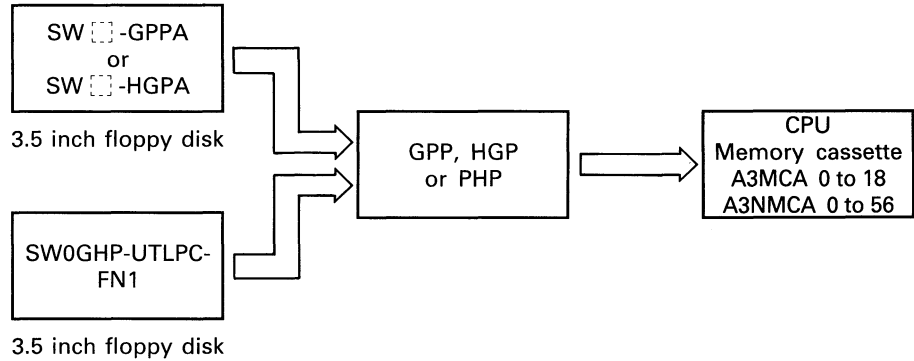 SW -GPPA
or
SW -HGPA
3.5 inch floppy disk
SW0GHP-UTLPC-
FN1
3.5 inch floppy disk
GPP, HGP
or PHP
CPU
Memory cassette
A3MCA 0 to 18
A3NMCA 0 to 56